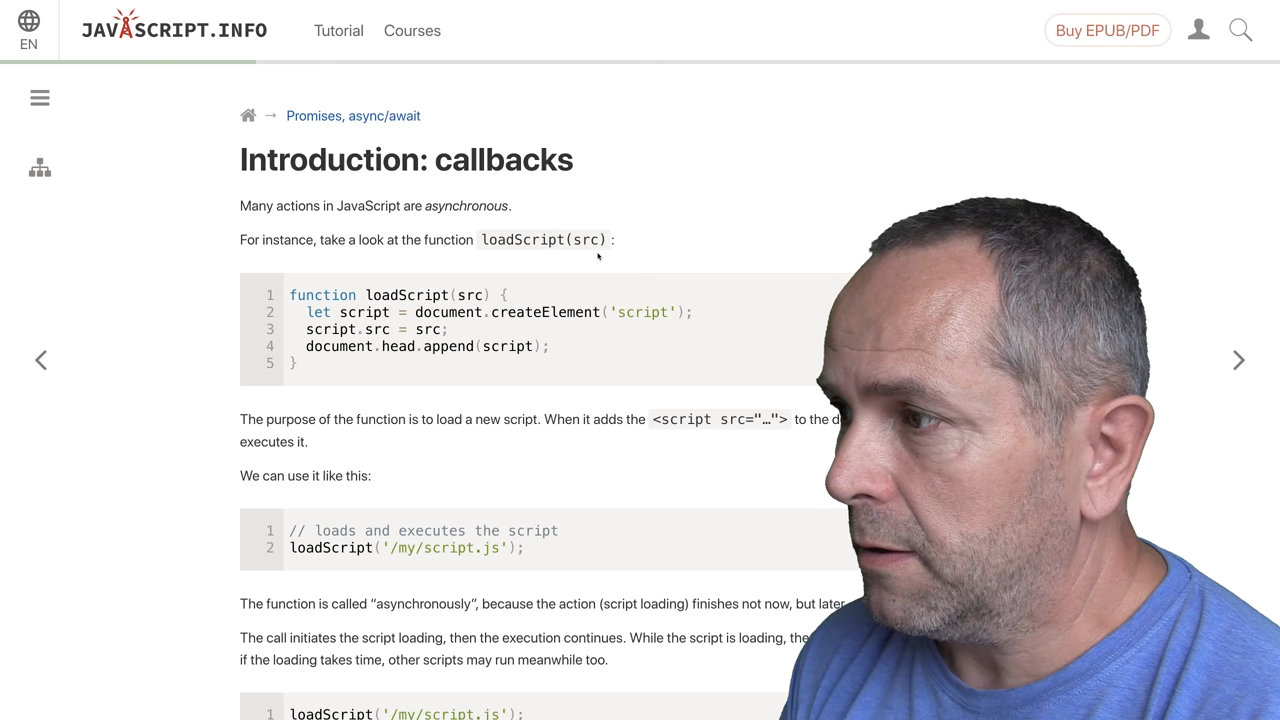 EN
JAVASCRIPT.INFO
Tutorial
Courses
Buy EPUB/PDF
→ Promises, async/await
Introduction: callbacks
Many actions in JavaScript are asynchronous.
For instance, take a look at the function loadScript(src) :
1 function loadScript(src) {
2 let script = document.createElement('script');
3 script.src = src;
4 document.head.append(script);
5 }
The purpose of the function is to load a new script. When it adds the <script src="…"> to the
executes it.
We can use it like this:
1 // loads and executes the script
2 loadScript('/my/script.js');
The function is called “asynchronously”, because the action (script loading) finishes not now, but later
The call initiates the script loading, then the execution continues. While the script is loading,
if the loading takes time, other scripts may run meanwhile too.
1 loadScript('/my/script.js');